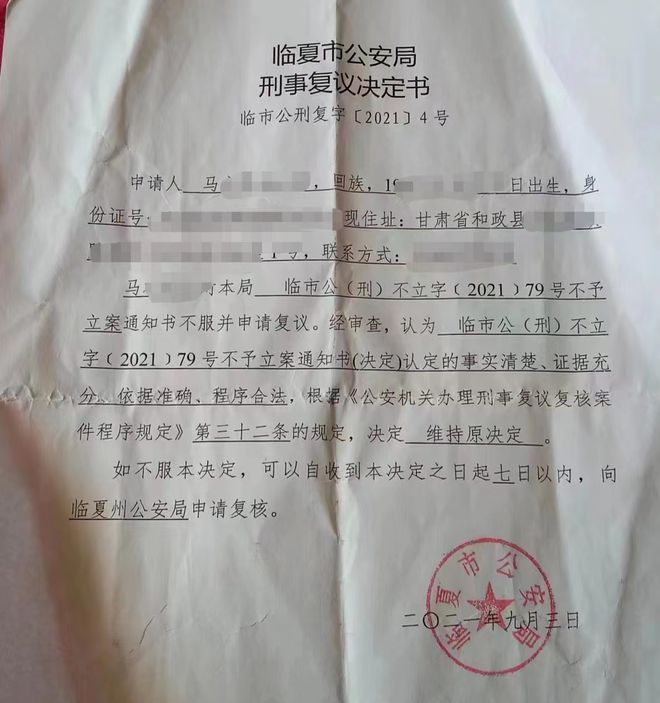 临夏市公安局
刑事复议决定书
临市公刑复字〔2021〕4号
申请人 马 ，回族，19 日出生，身
份证号 现住址：甘肃省和政县
1号，联系方式：
马 对本局 临市公（刑）不立字﹝2021﹞79号不予
立案通知书不服并申请复议。经审查，认为 临市公（刑）不立
字﹝2021﹞79号不予立案通知书(决定)认定的事实清楚、证据充
分、依据准确、程序合法，根据《公安机关办理刑事复议复核案
件程序规定》第三十二条的规定，决定 维持原决定 。
如不服本决定，可以自收到本决定之日起七日以内，向
临夏州公安局申请复核。
临夏市公安局
二〇二一年九月三日